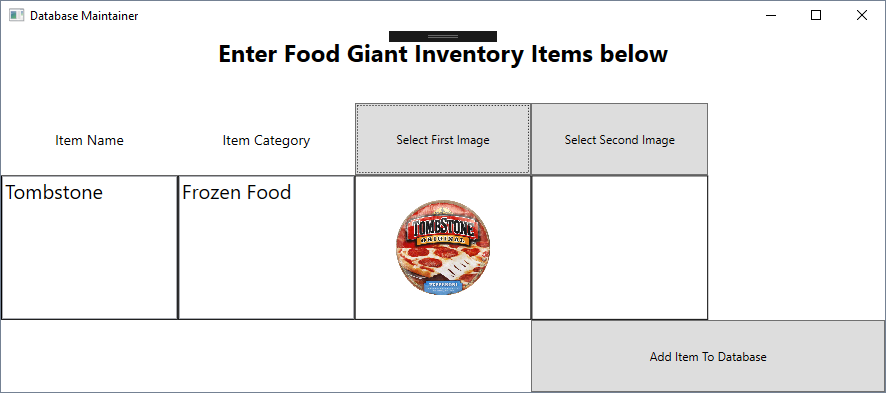 Database Maintainer
Enter Food Giant Inventory Items below
Item Name
Item Category
Select First Image
Select Second Image
Tombstone
Frozen Food
TOMBSTONE
ORIGINAL
PEPPERONI
Add Item To Database